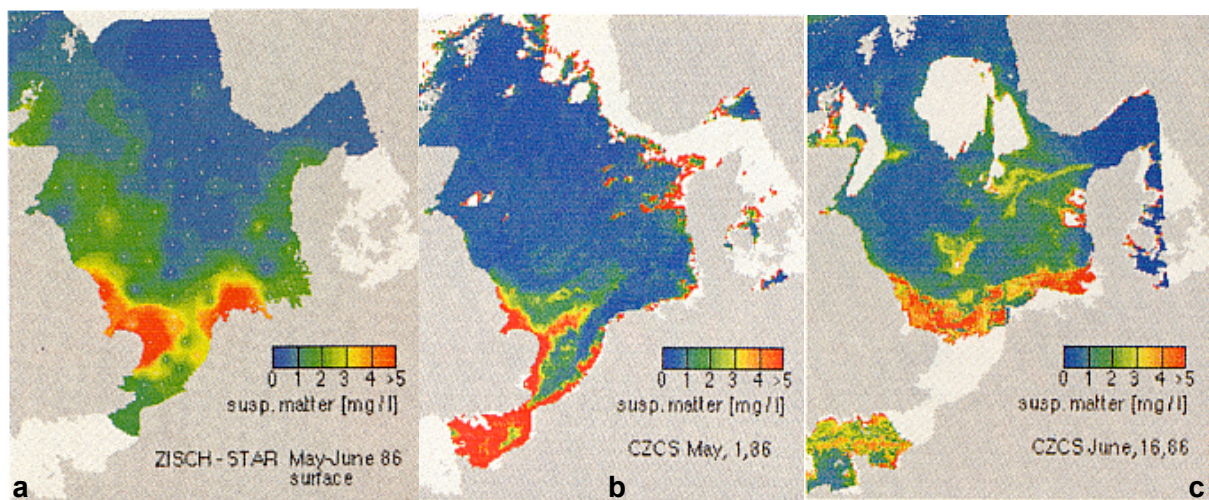 0 1 2 3 4 >5
susp. matter [mg/l]
ZISCH-STAR May-June 86
surface
a
0 1 2 3 4 >5
susp. matter [mg/l]
CZCS May, 1,86
b
0 1 2 3 4 >5
susp. matter [mg/l]
CZCS June, 16,86
c